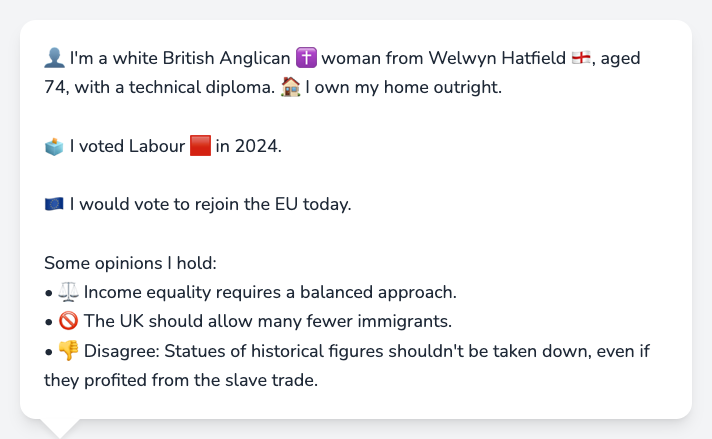 👤 I'm a white British Anglican ✝️ woman from Welwyn Hatfield 🏴󠁧󠁢󠁥󠁮󠁧󠁿, aged
74, with a technical diploma. 🏠 I own my home outright.
🗳️ I voted Labour 🟥 in 2024.
🇪🇺 I would vote to rejoin the EU today.
Some opinions I hold:
• ⚖️ Income equality requires a balanced approach.
• 🚫 The UK should allow many fewer immigrants.
• 👎 Disagree: Statues of historical figures shouldn't be taken down, even if
they profited from the slave trade.